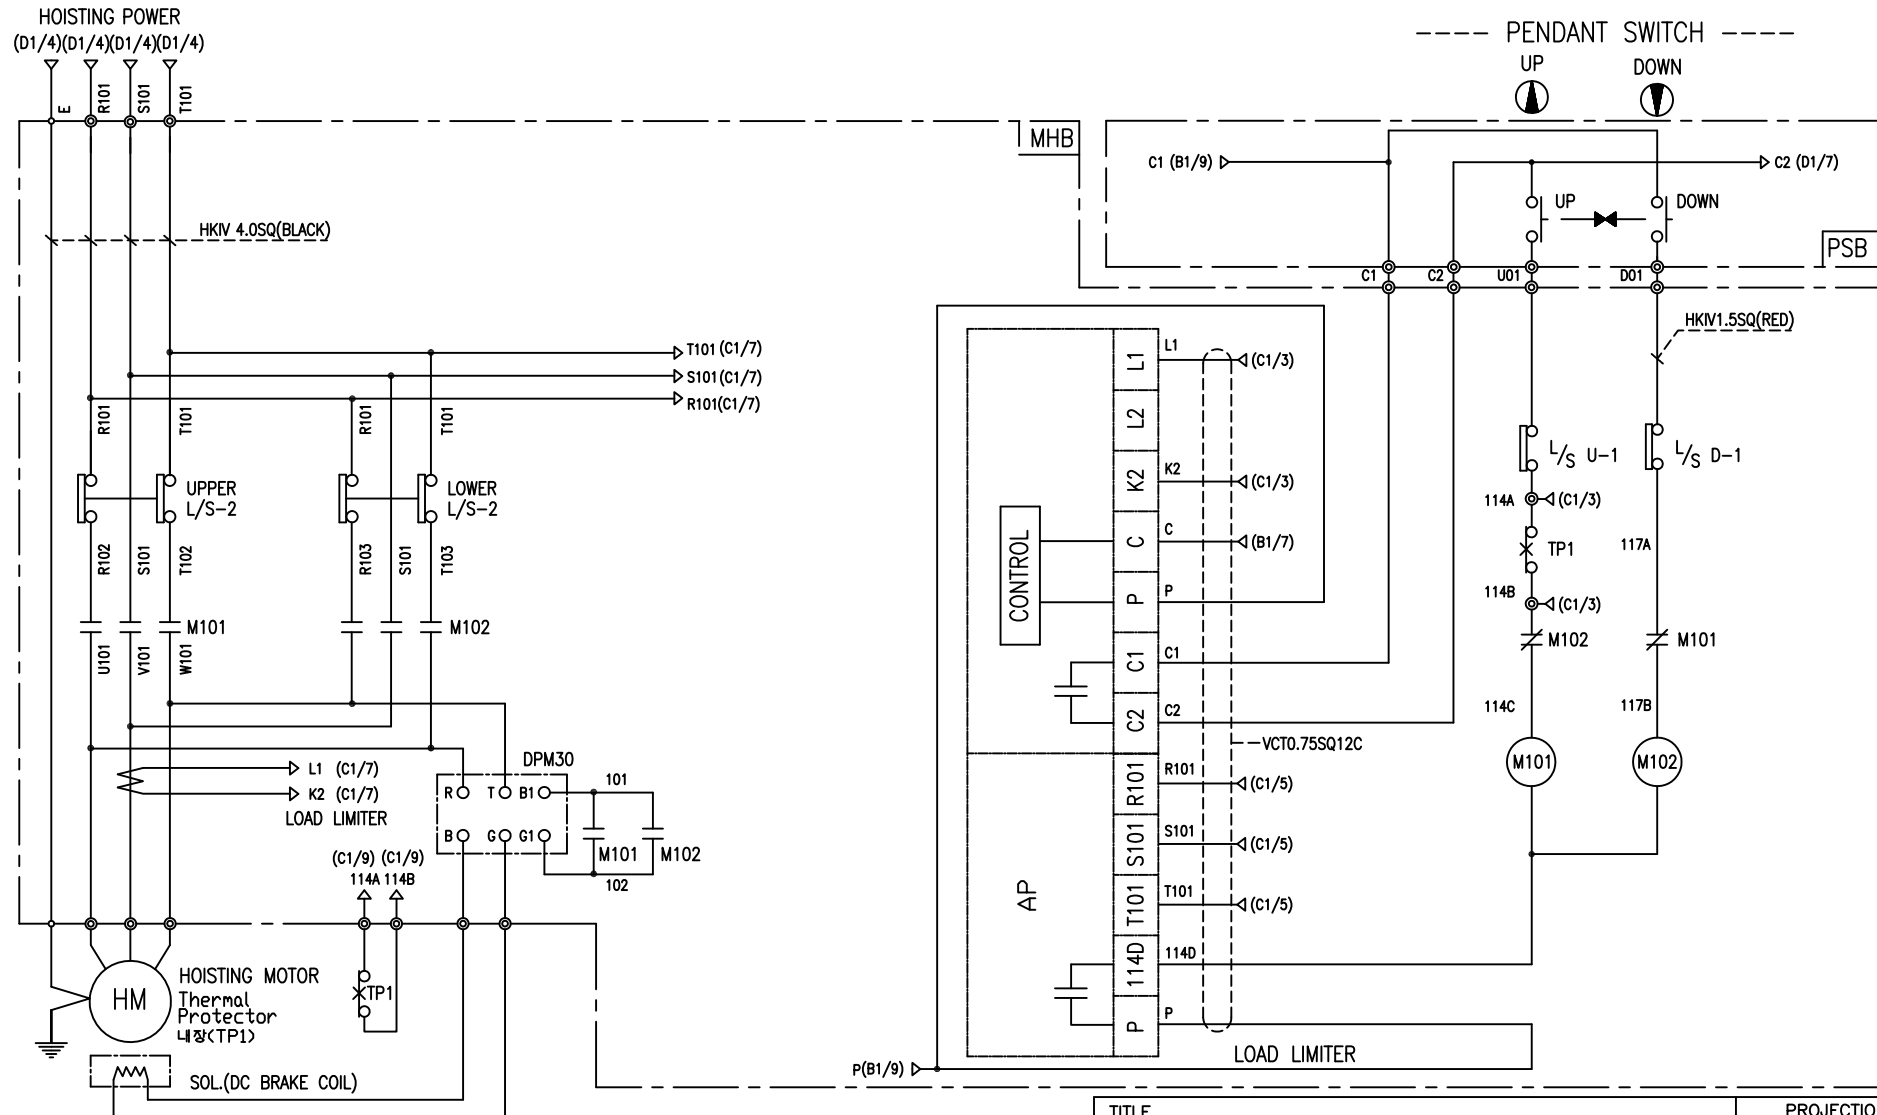 HOISTING POWER
(D1/4)(D1/4)(D1/4)(D1/4)
E
R101
S101
T101
MHB
---- PENDANT SWITCH ----
UP
DOWN
C1 (B1/9)
C2 (D1/7)
UP
DOWN
PSB
C1
C2
U01
D01
HKIV 4.0SQ(BLACK)
HKIV1.5SQ(RED)
T101 (C1/7)
S101 (C1/7)
R101(C1/7)
R101
T101
R101
T101
UPPER
L/S-2
LOWER
L/S-2
R102
S101
T102
R103
S101
T103
M101
M102
U101
V101
W101
L1 (C1/7)
K2 (C1/7)
LOAD LIMITER
DPM30
R
T
B1
B
G
G1
101
M101
M102
102
(C1/9) (C1/9)
114A 114B
TP1
HM
HOISTING MOTOR
Thermal
Protector
내장(TP1)
SOL.(DC BRAKE COIL)
CONTROL
AP
L1
L1
(C1/3)
L2
K2
K2
(C1/3)
C
C
(B1/7)
P
P
C1
C1
C2
C2
VCT0.75SQ12C
R101
R101
(C1/5)
S101
S101
(C1/5)
T101
T101
(C1/5)
114D
114D
P
P
LOAD LIMITER
P(B1/9)
L/S U-1
L/S D-1
114A
(C1/3)
TP1
117A
114B
(C1/3)
M102
M101
114C
117B
M101
M102
TITLE
PROJECTIO